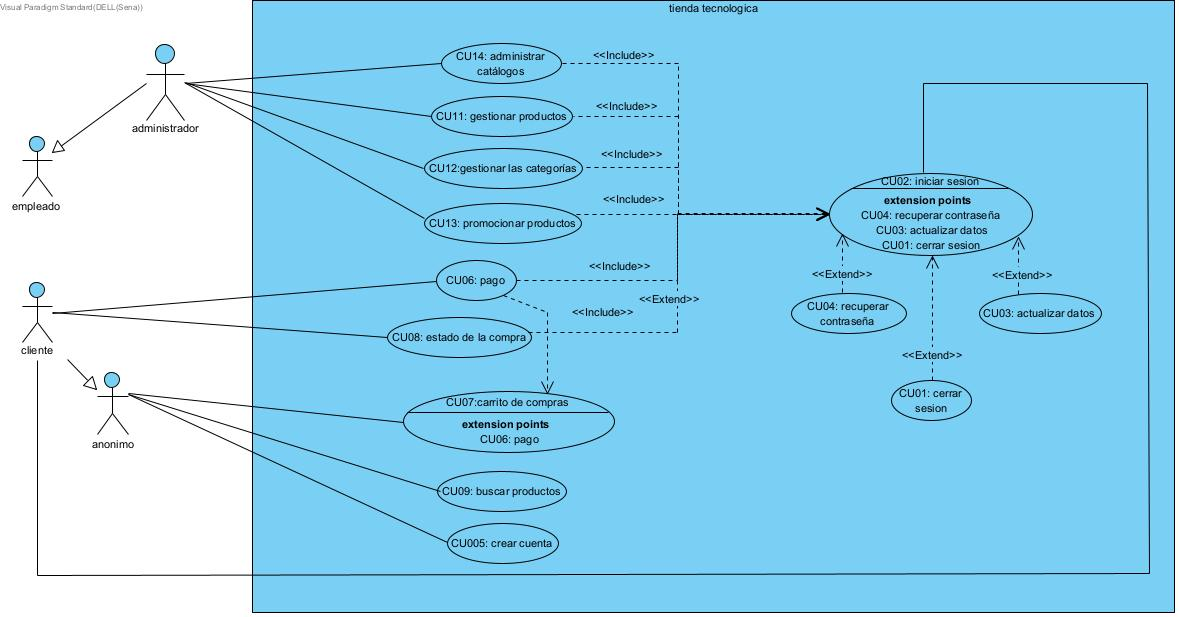 Visual Paradigm Standard(DELL(Sena))
tienda tecnologica
CU14: administrar
catálogos
<<Include>>
administrador
CU11: gestionar productos
<<Include>>
empleado
CU12:gestionar las categorías
<<Include>>
CU13: promocionar productos
<<Include>>
CU02: iniciar sesion
extension points
CU04: recuperar contraseña
CU03: actualizar datos
CU01: cerrar sesion
CU06: pago
<<Include>>
<<Extend>>
<<Include>>
<<Extend>>
<<Extend>>
CU04: recuperar
contraseña
CU03: actualizar datos
cliente
CU08: estado de la compra
<<Extend>>
CU01: cerrar
sesion
anonimo
CU07:carrito de compras
extension points
CU06: pago
CU09: buscar productos
CU005: crear cuenta